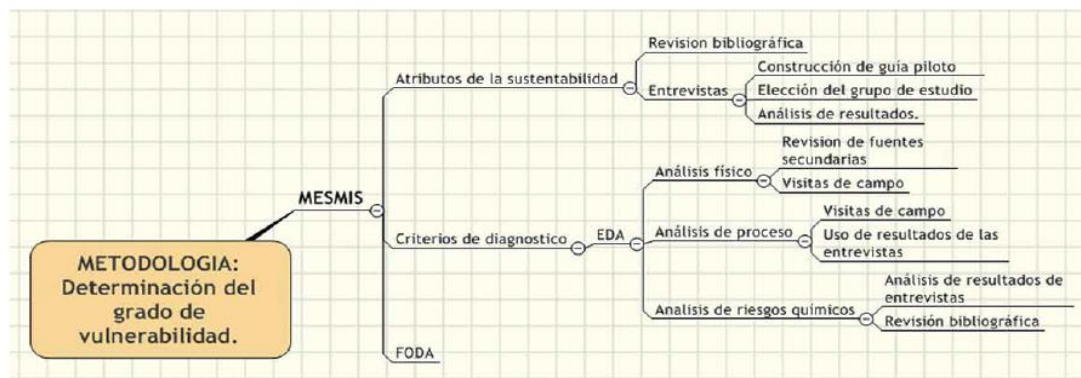 Revision bibliográfica
Atributos de la sustentabilidad
Entrevistas
Construcción de guía piloto
Elección del grupo de estudio
Análisis de resultados.
MESMIS
Criterios de diagnostico
EDA
Análisis físico
Revision de fuentes
secundarias
Visitas de campo
Análisis de proceso
Visitas de campo
Uso de resultados de las
entrevistas
Analisis de riesgos químicos
Análisis de resultados de
entrevistas
Revisión bibliográfica
FODA
METODOLOGIA:
Determinación del
grado de
vulnerabilidad.